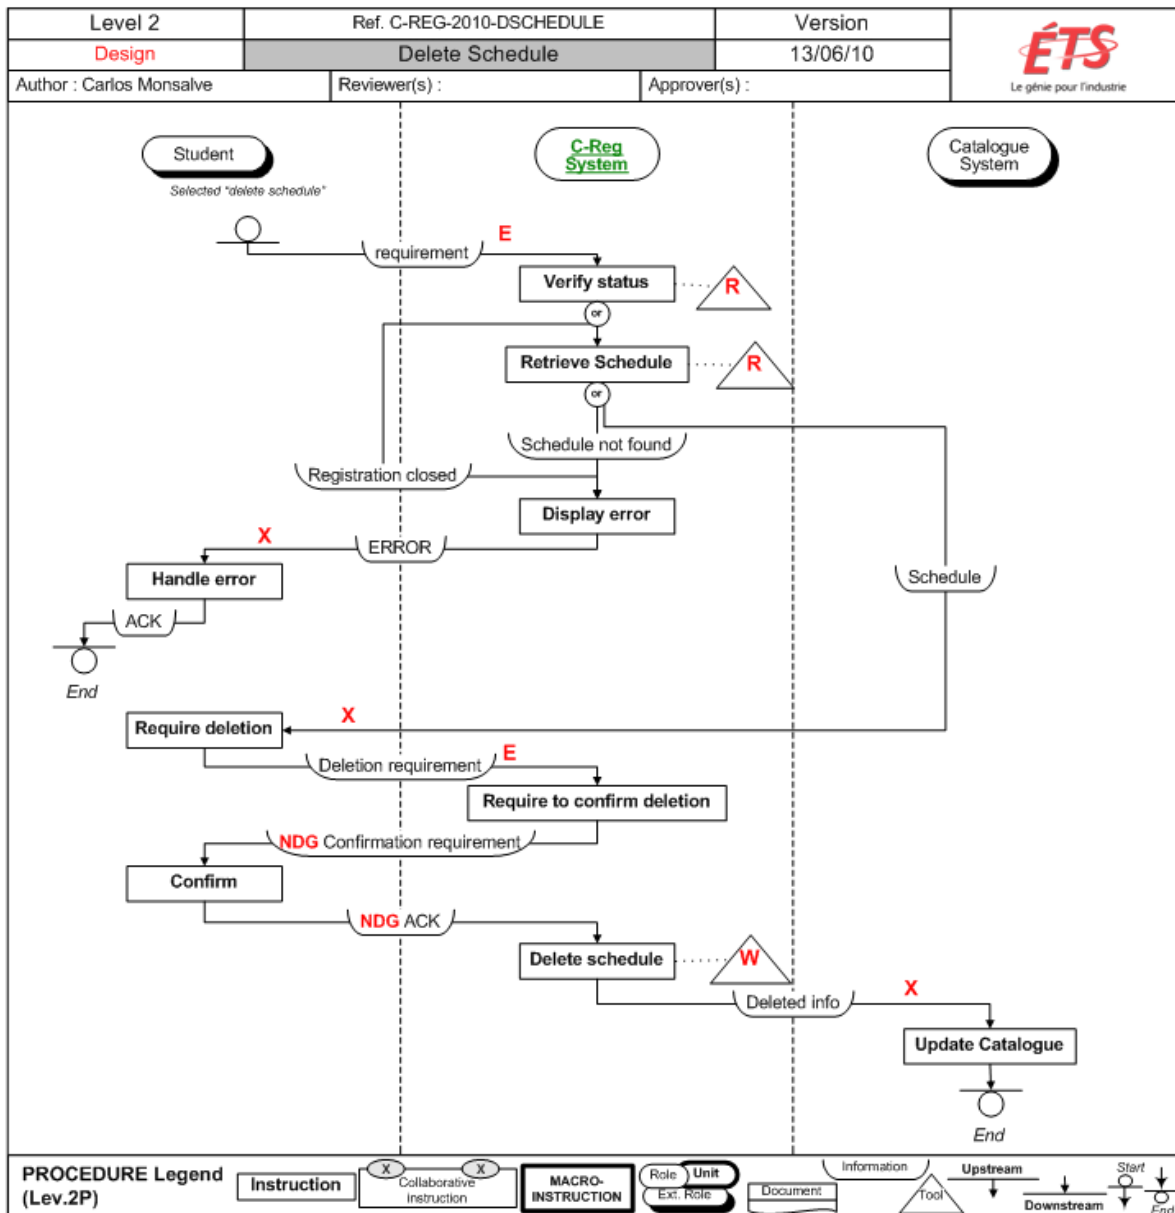 Level 2
Ref. C-REG-2010-DSCHEDULE
Version
Design
Delete Schedule
13/06/10
Author : Carlos Monsalve
Reviewer(s) :
Approver(s) :
ÉTS
Le génie pour l'industrie
Student
C-Reg
System
Catalogue
System
Selected "delete schedule"
requirement
E
Verify status
R
or
Retrieve Schedule
R
or
Schedule not found
Registration closed
Display error
X
ERROR
Handle error
Schedule
ACK
End
Require deletion
X
Deletion requirement
E
Require to confirm deletion
NDG Confirmation requirement
Confirm
NDG ACK
Delete schedule
W
Deleted info
X
Update Catalogue
End
PROCEDURE Legend
(Lev.2P)
Instruction
X
X
Collaborative
instruction
MACRO-
INSTRUCTION
Role
Unit
Ext. Role
Document
Information
Tool
Upstream
Downstream
Start
End